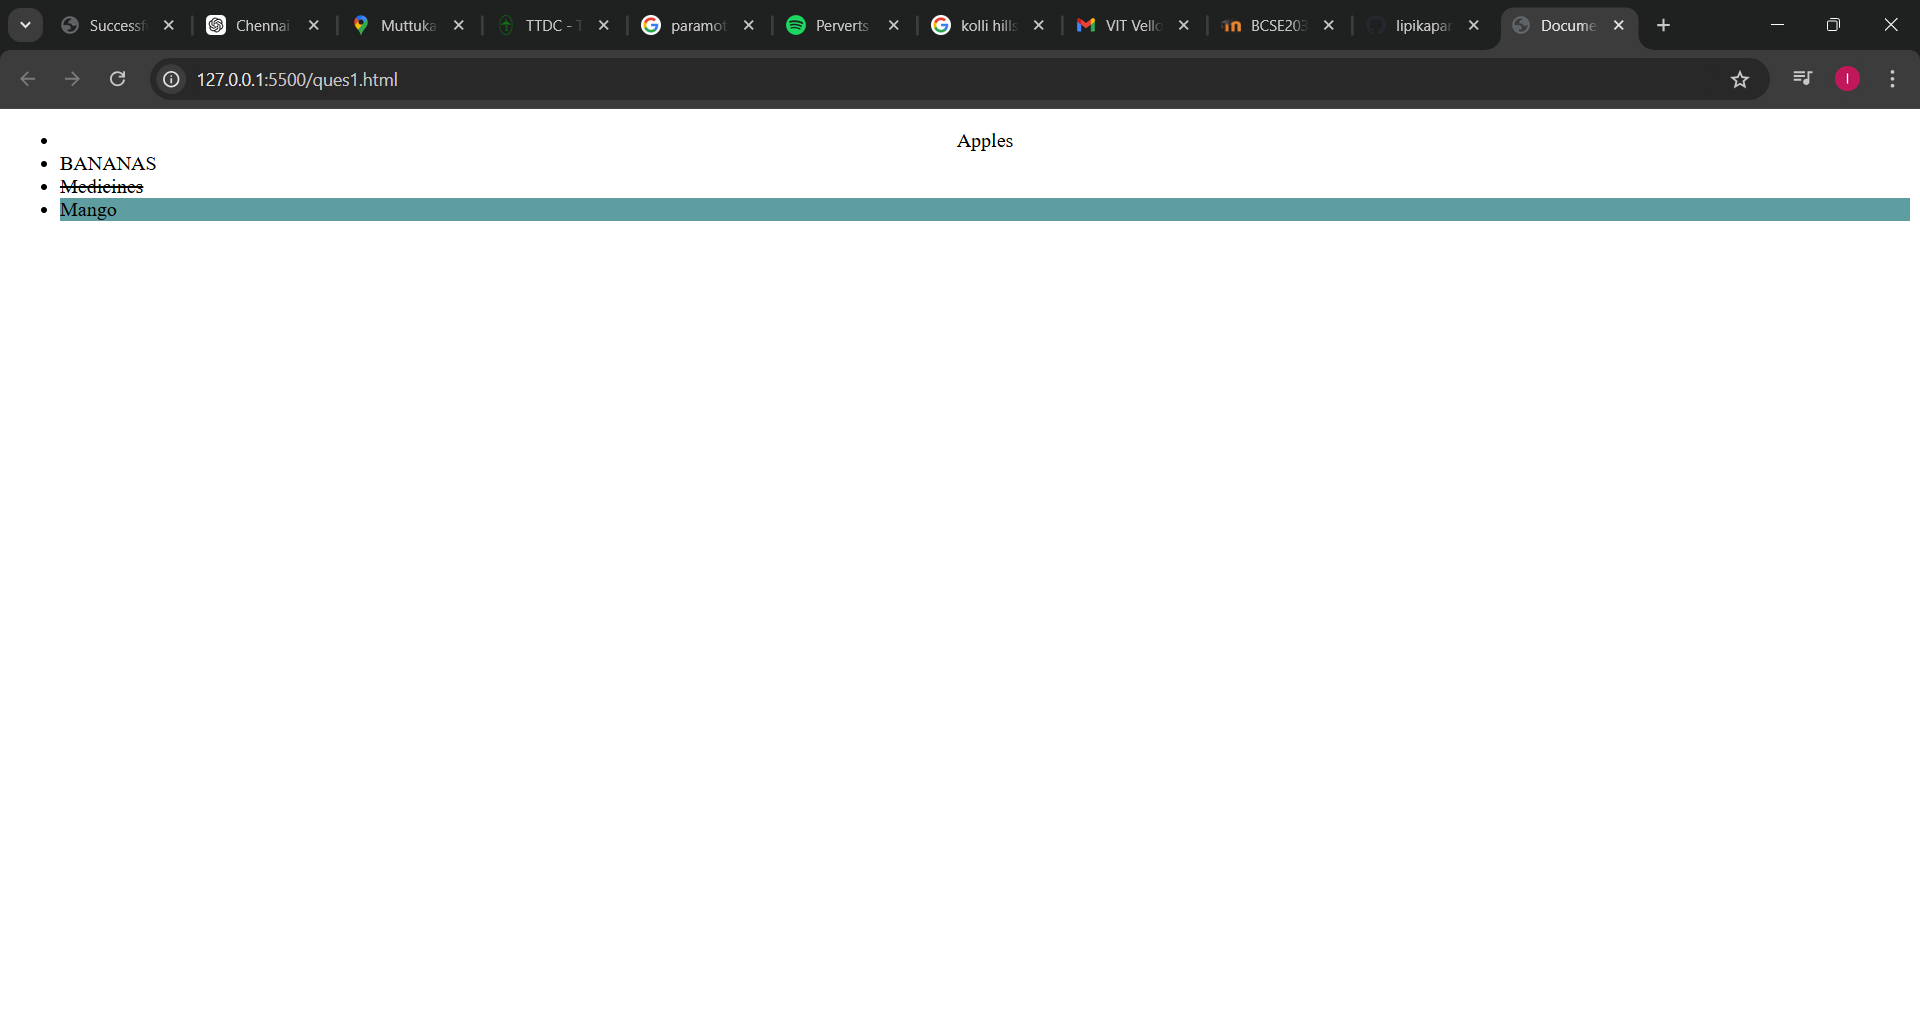 Successf Chennai Muttuka TTDC - T paramot Perverts kolli hills VIT Vello BCSE203 lipikapar Docume
127.0.0.1:5500/ques1.html I
Apples
BANANAS
Medicines
Mango